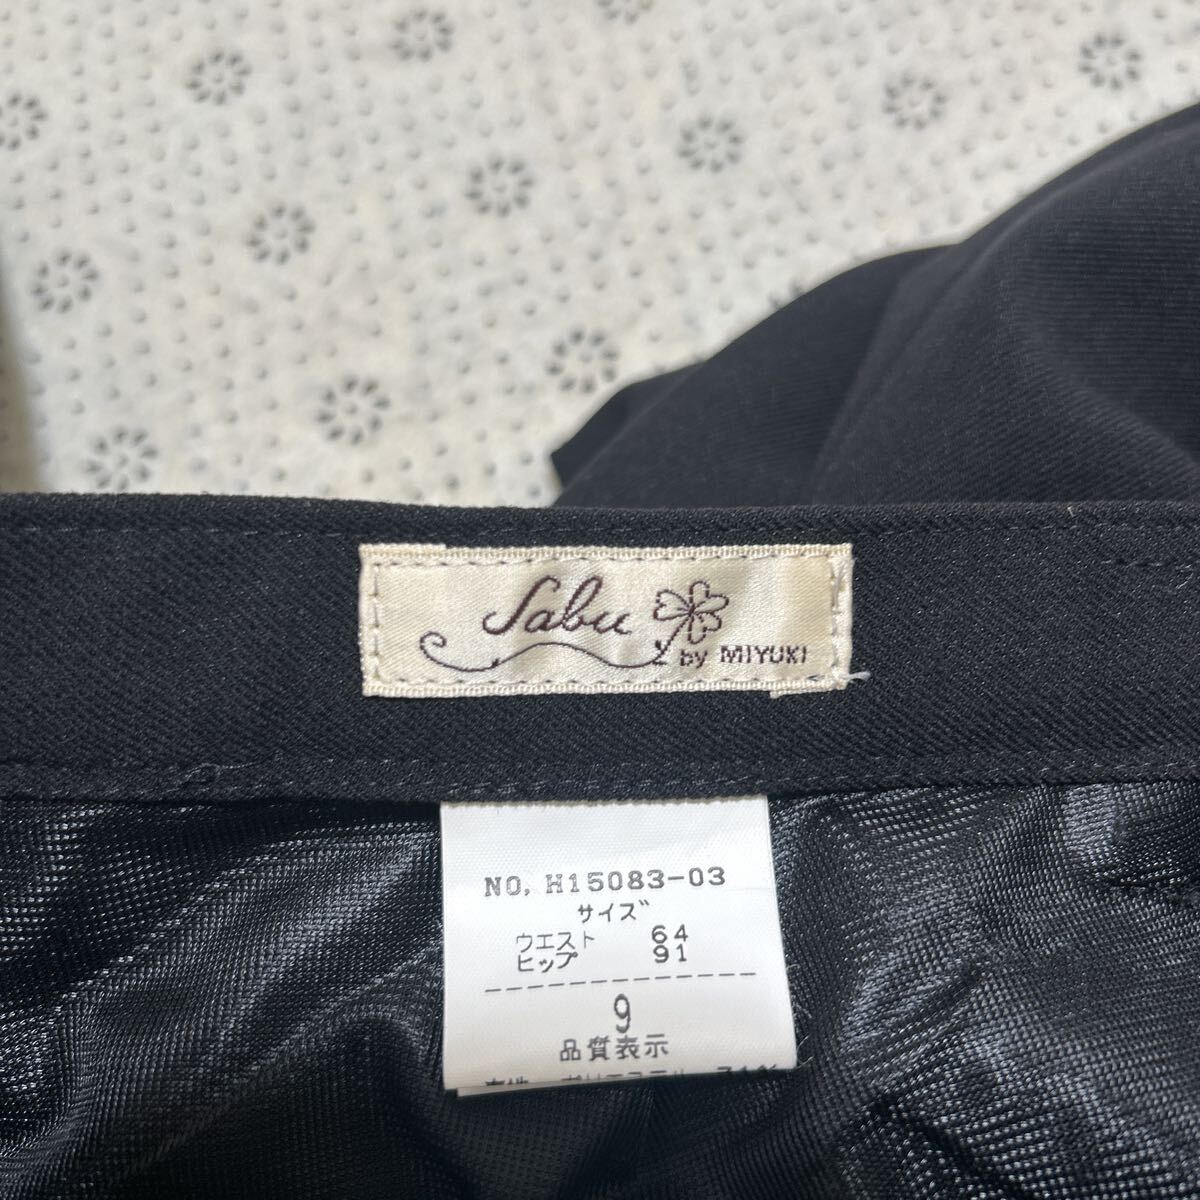 Sabu
by MIYUKI
NO. H15083-03
サイズ
ウエスト 64
ヒップ 91
9
品質表示